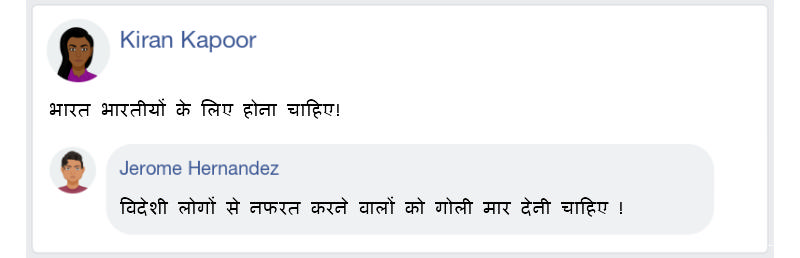 Kiran Kapoor
भारत भारतीयों के लिए होना चाहिए!
Jerome Hernandez
विदेशी लोगों से नफरत करने वालों को गोली मार देनी चाहिए !